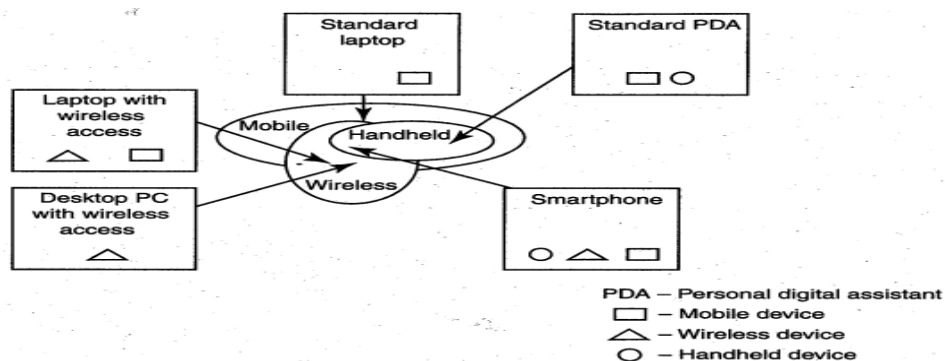 Standard
laptop
Standard PDA
Laptop with
wireless
access
Mobile
Handheld
Wireless
Desktop PC
with wireless
access
Smartphone
PDA – Personal digital assistant
– Mobile device
– Wireless device
– Handheld device